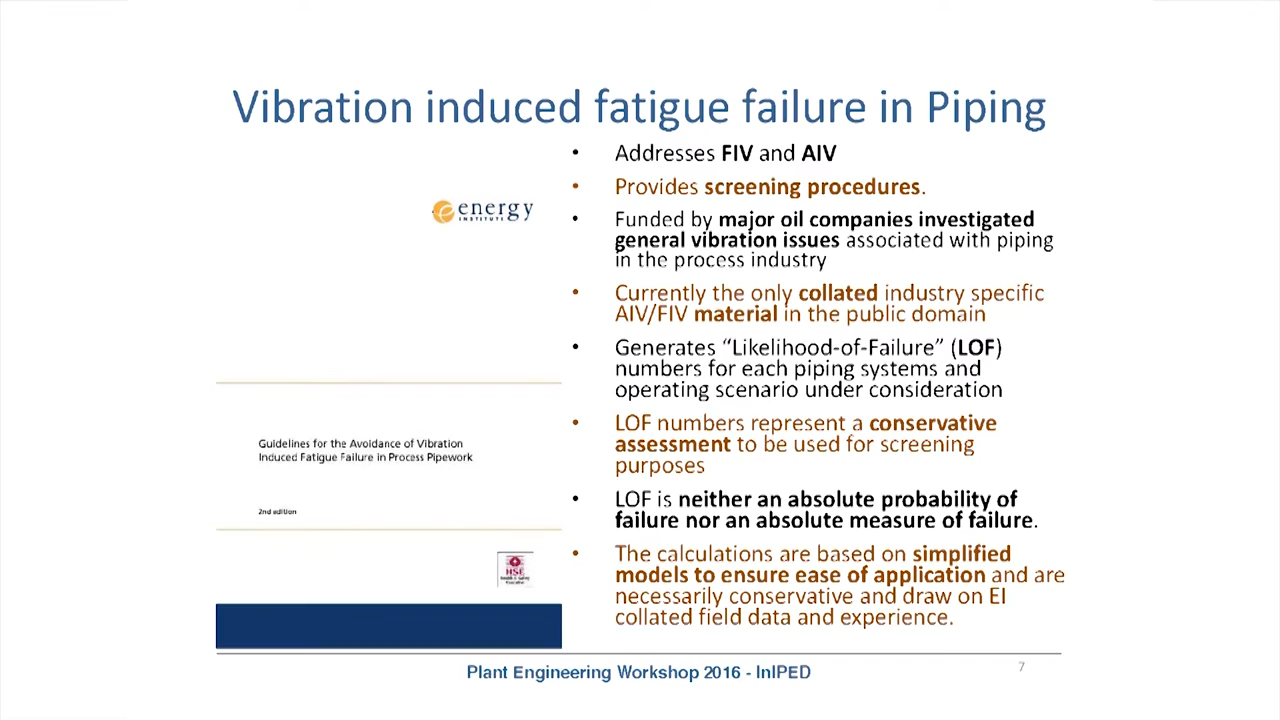 Vibration induced fatigue failure in Piping
energy
INSTITUTE
Guidelines for the Avoidance of Vibration
Induced Fatigue Failure in Process Pipework
2nd edition
HSE
Health & Safety
Executive
• Addresses FIV and AIV
• Provides screening procedures.
• Funded by major oil companies investigated
general vibration issues associated with piping
in the process industry
• Currently the only collated industry specific
AIV/FIV material in the public domain
• Generates “Likelihood-of-Failure” (LOF)
numbers for each piping systems and
operating scenario under consideration
• LOF numbers represent a conservative
assessment to be used for screening
purposes
• LOF is neither an absolute probability of
failure nor an absolute measure of failure.
• The calculations are based on simplified
models to ensure ease of application and are
necessarily conservative and draw on EI
collated field data and experience.
Plant Engineering Workshop 2016 - InIPED
7